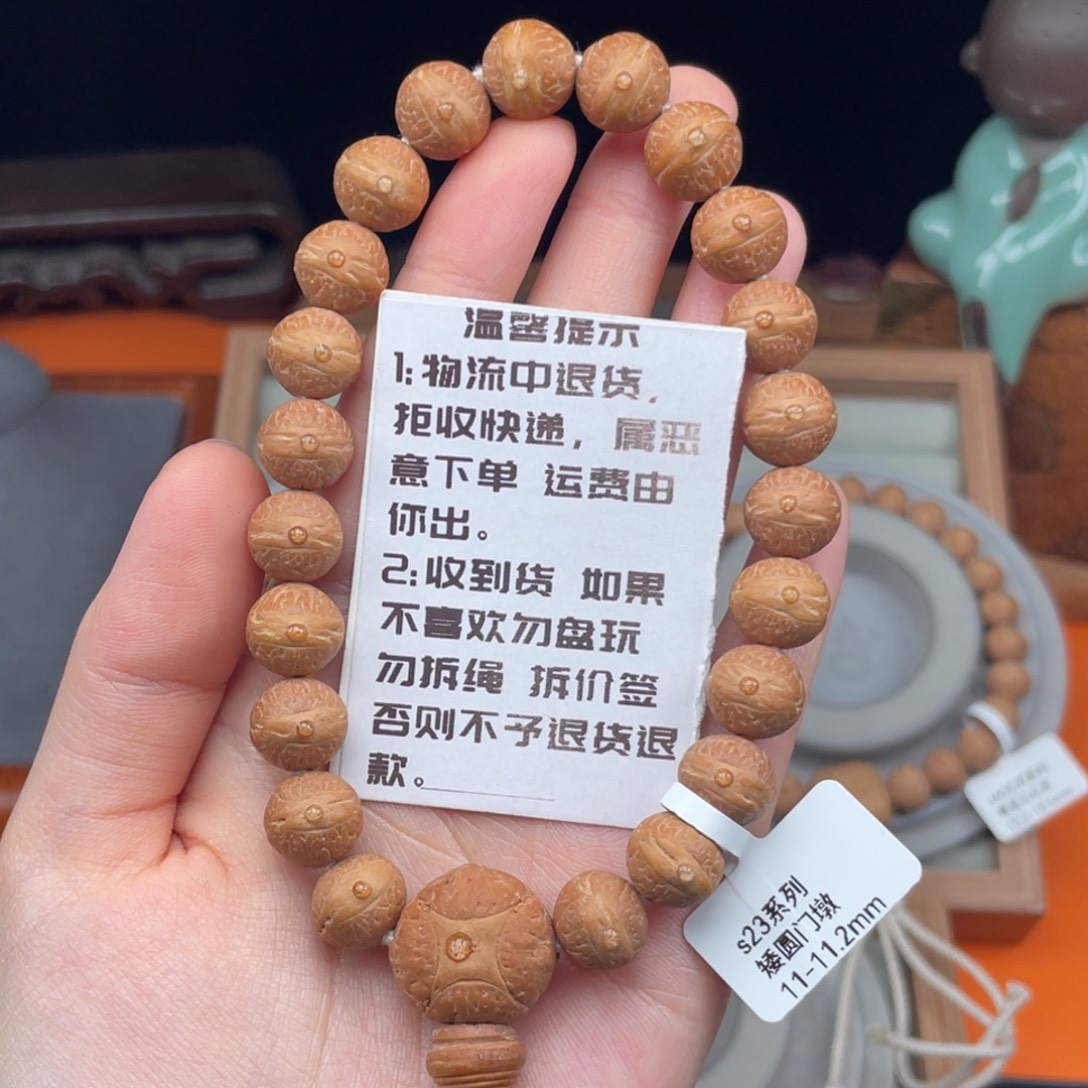 温馨提示
1:物流中退货,
拒收快递, 属恶
意下单 运费由
你出。
2:收到货 如果
不喜欢勿盘玩
勿拆绳 拆价签
否则不予退货退
款。
s23系列
矮圆门墩
11-11.2mm